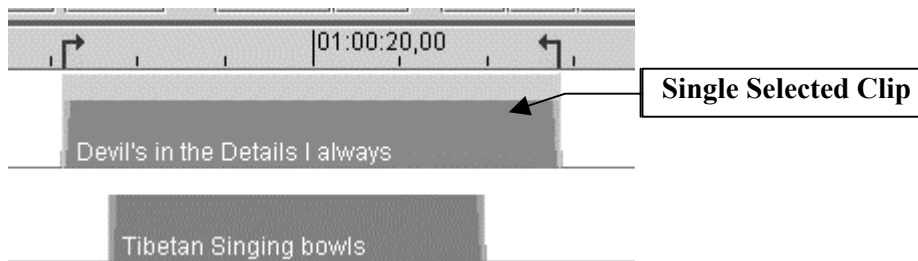 01:00:20,00
Single Selected Clip
Devil's in the Details I always
Tibetan Singing bowls